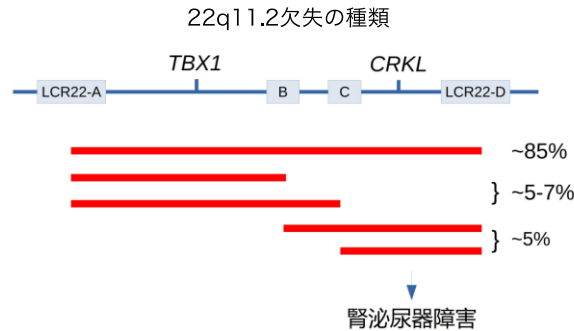 22q11.2欠失の種類
TBX1 CRKL
LCR22-A B C LCR22-D
~85%
} ~5-7%
} ~5%
腎泌尿器障害